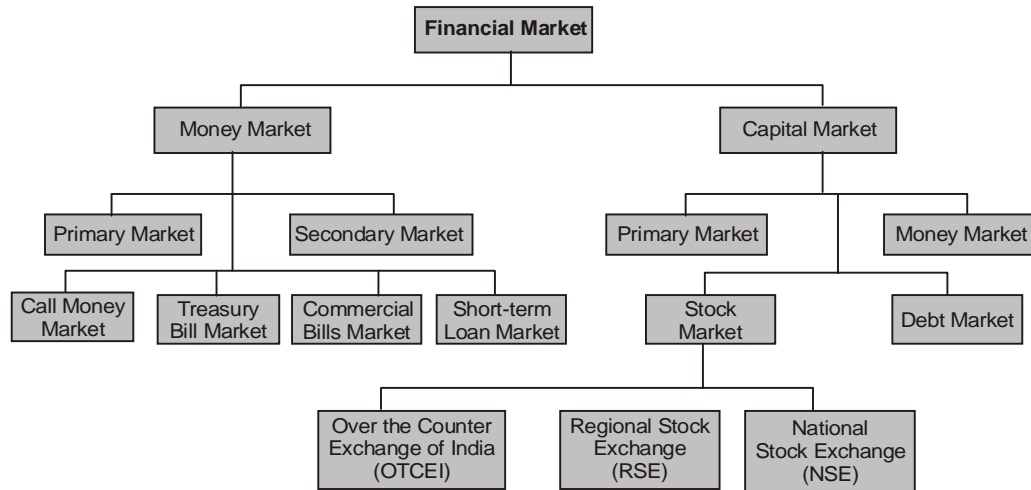 Financial Market
Money Market
Capital Market
Primary Market
Secondary Market
Primary Market
Money Market
Call Money
Market
Treasury
Bill Market
Commercial
Bills Market
Short-term
Loan Market
Stock
Market
Debt Market
Over the Counter
Exchange of India
(OTCEI)
Regional Stock
Exchange
(RSE)
National
Stock Exchange
(NSE)